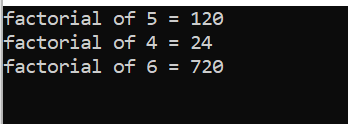 factorial of 5 = 120
factorial of 4 = 24
factorial of 6 = 720